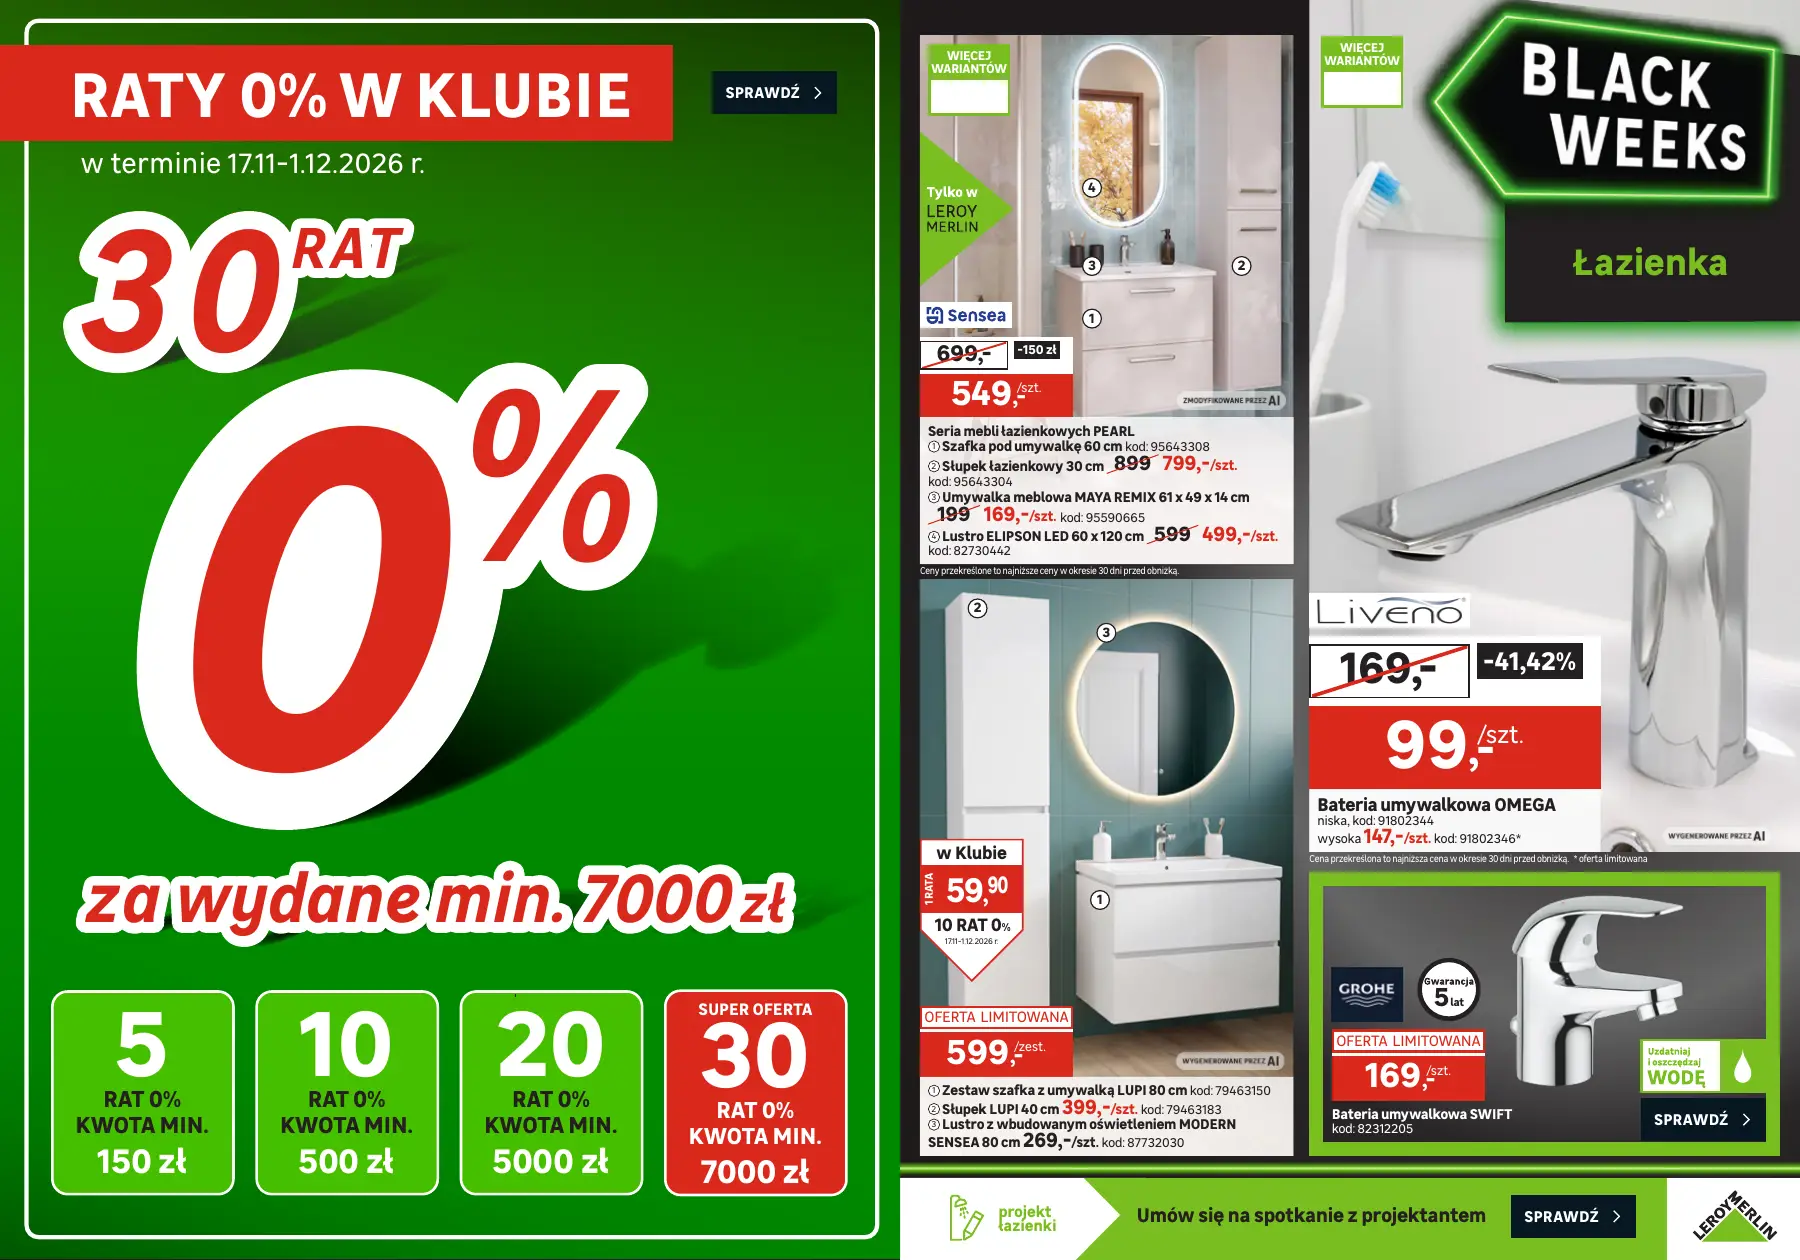 RATY 0% W KLUBIE
SPRAWDŹ
w terminie 17.11-1.12.2026 r.
30 RAT
0%
za wydane min. 7000 zł
5
RAT 0%
KWOTA MIN.
150 zł
10
RAT 0%
KWOTA MIN.
500 zł
20
RAT 0%
KWOTA MIN.
5000 zł
SUPER OFERTA
30
RAT 0%
KWOTA MIN.
7000 zł
WIĘCEJ
WARIANTÓW
Tylko w
LEROY
MERLIN
4
3
2
1
Sensea
699,-
-150 zł
549,-/szt.
ZMODYFIKOWANE PRZEZ AI
Seria mebli łazienkowych PEARL
① Szafka pod umywalkę 60 cm kod: 95643308
② Słupek łazienkowy 30 cm 899 799,-/szt.
kod: 95643304
③ Umywalka meblowa MAYA REMIX 61 x 49 x 14 cm
199 169,-/szt. kod: 95590665
④ Lustro ELIPSON LED 60 x 120 cm 599 499,-/szt.
kod: 82730442
Ceny przekreślone to najniższe ceny w okresie 30 dni przed obniżką.
2
3
1
w Klubie
1 RATA
59,90
10 RAT 0%
17.11-1.12.2026 r.
OFERTA LIMITOWANA
599,-/zest.
WYGENEROWANE PRZEZ AI
① Zestaw szafka z umywalką LUPI 80 cm kod: 79463150
② Słupek LUPI 40 cm 399,-/szt. kod: 79463183
③ Lustro z wbudowanym oświetleniem MODERN
SENSEA 80 cm 269,-/szt. kod: 87732030
WIĘCEJ
WARIANTÓW
BLACK
WEEKS
Łazienka
LIVENO
169,-
-41,42%
99,-/szt.
Bateria umywalkowa OMEGA
niska, kod: 91802344
wysoka 147,-/szt. kod: 91802346*
WYGENEROWANE PRZEZ AI
Cena przekreślona to najniższa cena w okresie 30 dni przed obniżką. * oferta limitowana
GROHE
Gwarancja
5 lat
OFERTA LIMITOWANA
169,-/szt.
Bateria umywalkowa SWIFT
kod: 82312205
Uzdatniaj
i oszczędzaj
WODĘ
SPRAWDŹ
projekt
łazienki
Umów się na spotkanie z projektantem
SPRAWDŹ
LEROY MERLIN